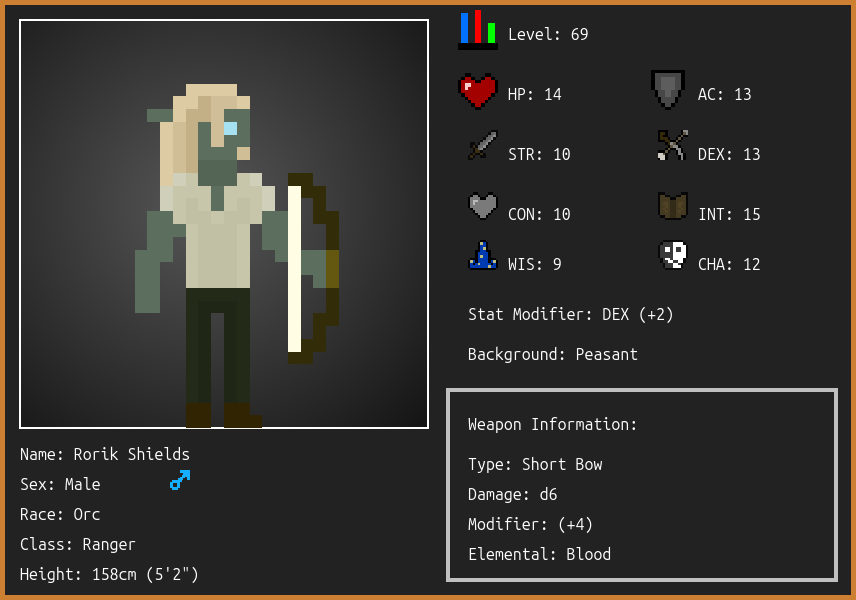 Level: 69
HP: 14
AC: 13
STR: 10
DEX: 13
CON: 10
INT: 15
WIS: 9
CHA: 12
Stat Modifier: DEX (+2)
Background: Peasant
Weapon Information:
Type: Short Bow
Damage: d6
Modifier: (+4)
Elemental: Blood
Name: Rorik Shields
Sex: Male
Race: Orc
Class: Ranger
Height: 158cm (5'2")